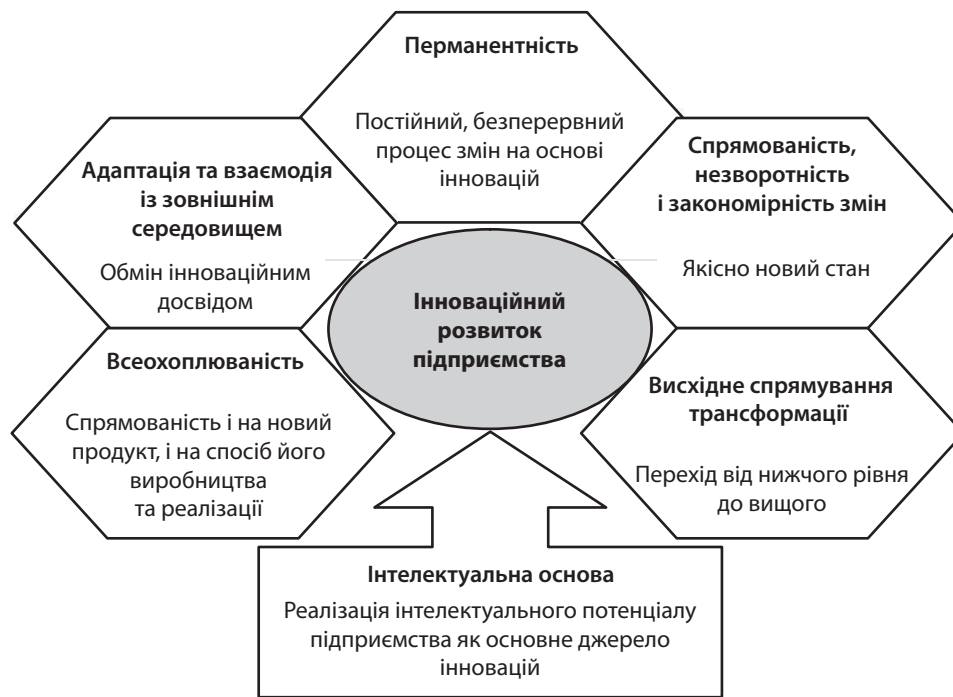 Перманентність
Постійний, безперервний
процес змін на основі
інновацій
Адаптація та взаємодія
із зовнішнім
середовищем
Обмін інноваційним
досвідом
Спрямованість,
незворотність
і закономірність змін
Якісно новий стан
Інноваційний
розвиток
підприємства
Всеохоплюваність
Спрямованість і на новий
продукт, і на спосіб його
виробництва
та реалізації
Висхідне спрямування
трансформації
Перехід від нижчого рівня
до вищого
Інтелектуальна основа
Реалізація інтелектуального потенціалу
підприємства як основне джерело
інновацій